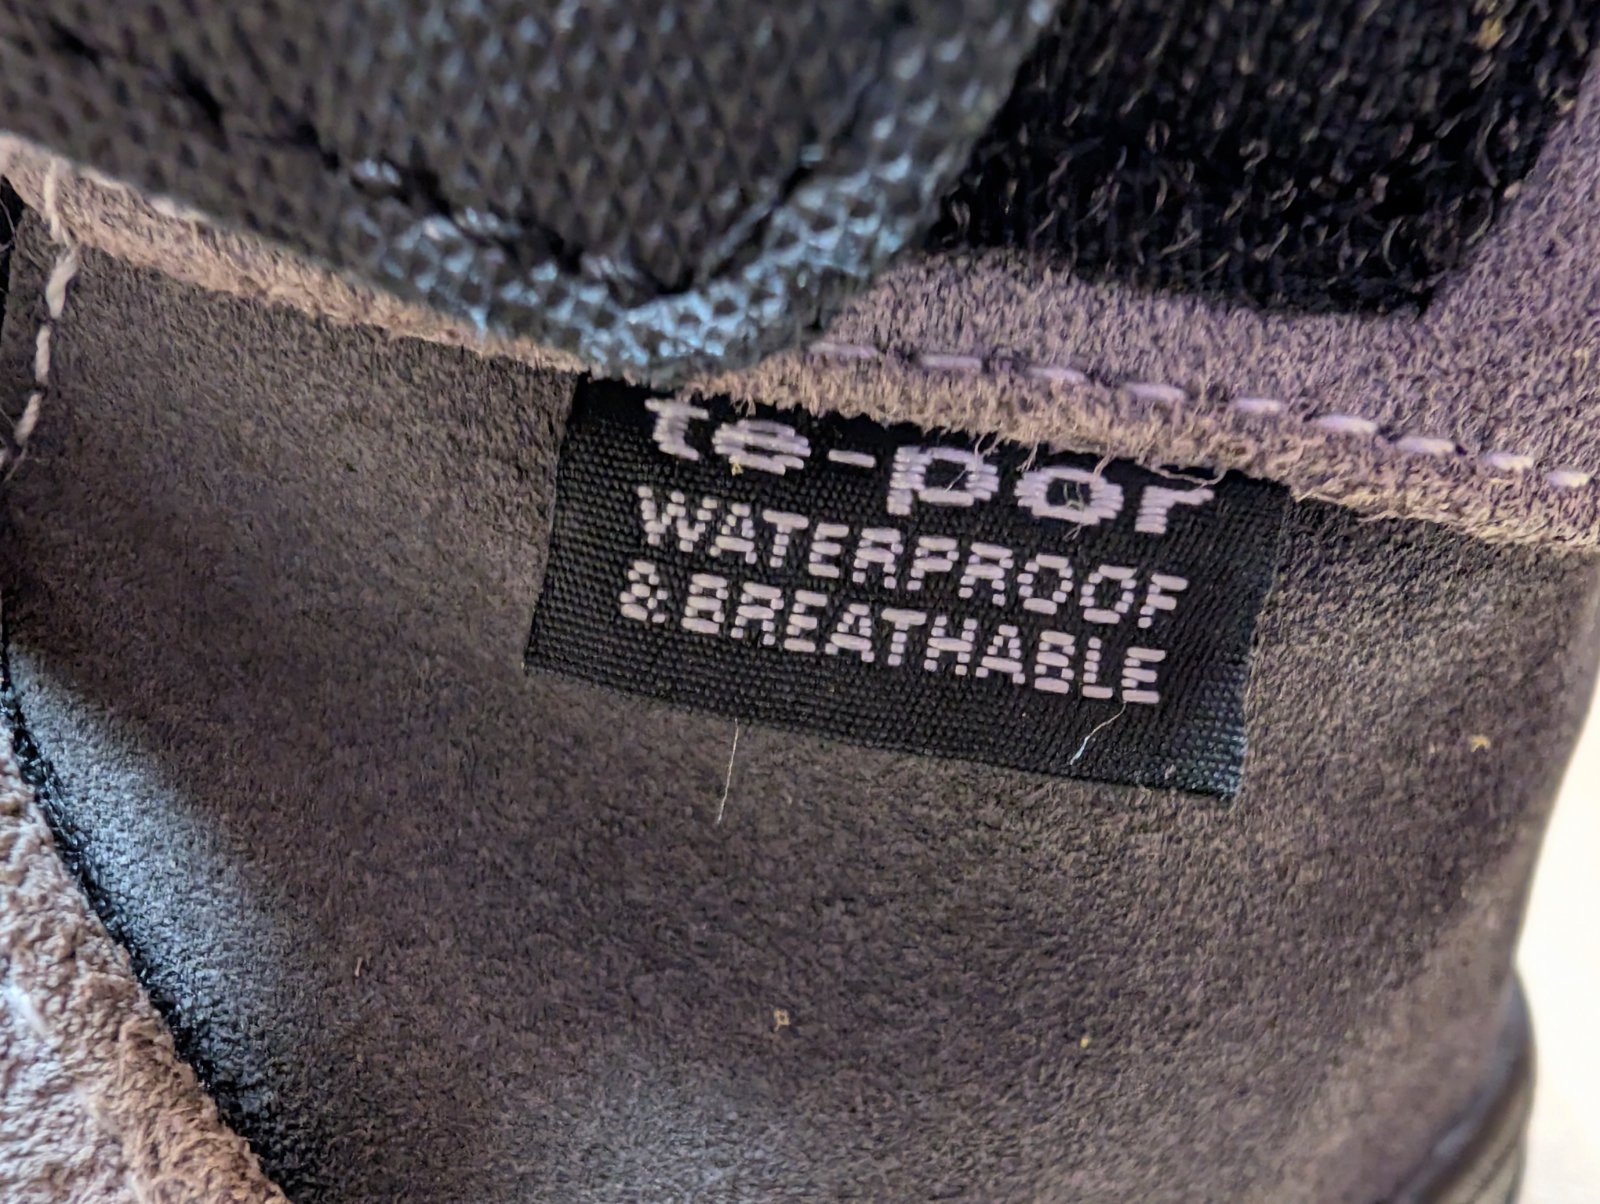 te-por
WATERPROOF
& BREATHABLE